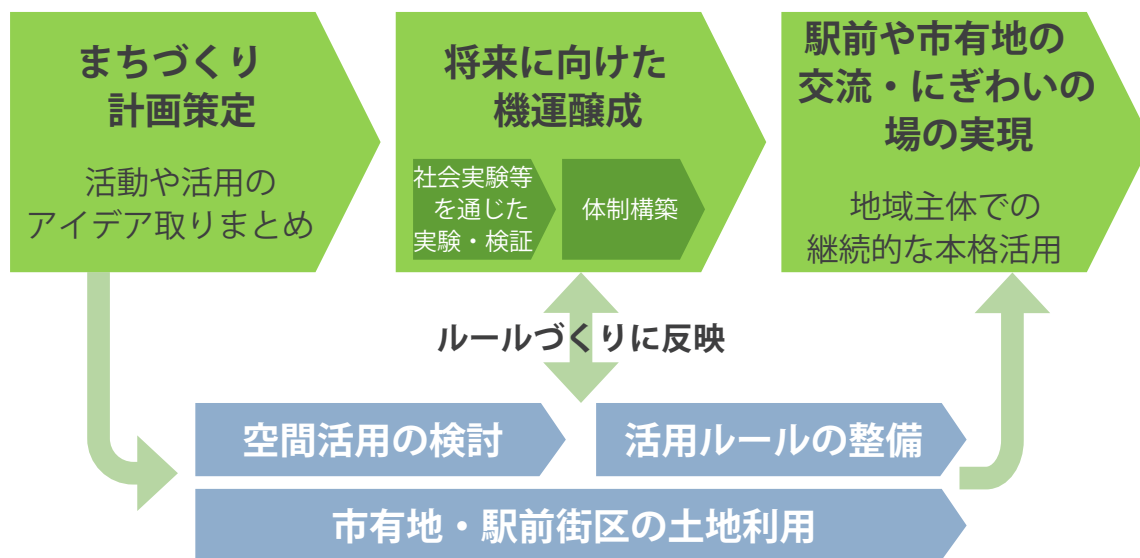 まちづくり
計画策定
活動や活用の
アイデア取りまとめ
将来に向けた
機運醸成
社会実験等
を通じた
実験・検証
体制構築
駅前や市有地の
交流・にぎわいの
場の実現
地域主体での
継続的な本格活用
ルールづくりに反映
空間活用の検討
活用ルールの整備
市有地・駅前街区の土地利用